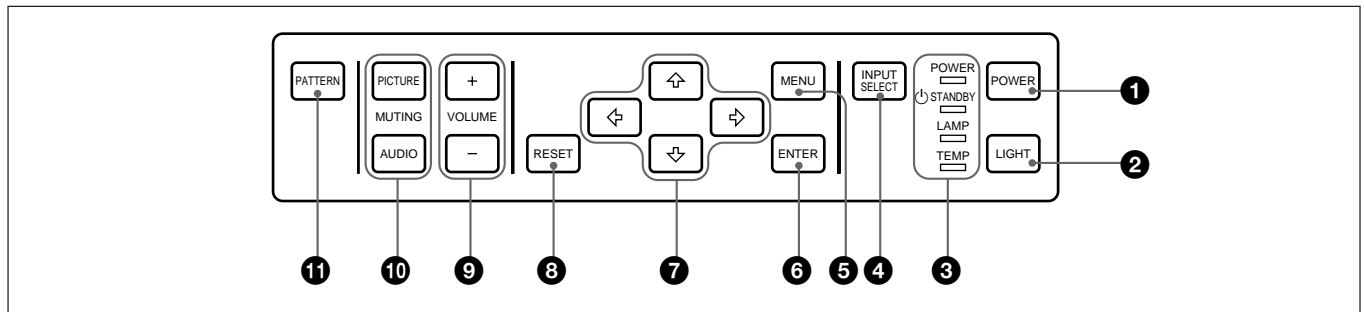 PATTERN
PICTURE
MUTING
AUDIO
+
VOLUME
−
RESET
MENU
ENTER
INPUT
SELECT
POWER
STANDBY
LAMP
TEMP
POWER
LIGHT
1
2
11
10
9
8
7
6
5
4
3